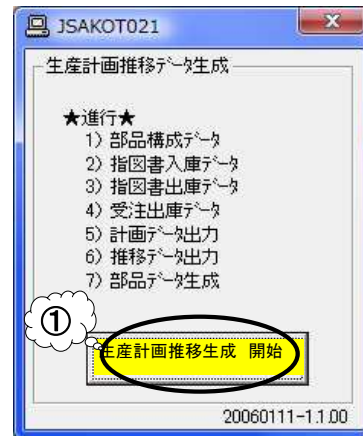 JSAKOT021
生産計画推移ﾃﾞｰﾀ生成
★進行★
1) 部品構成ﾃﾞｰﾀ
2) 指図書入庫ﾃﾞｰﾀ
3) 指図書出庫ﾃﾞｰﾀ
4) 受注出庫ﾃﾞｰﾀ
5) 計画ﾃﾞｰﾀ出力
6) 推移ﾃﾞｰﾀ出力
7) 部品ﾃﾞｰﾀ生成
①
生産計画推移生成 開始
20060111-1.1.00